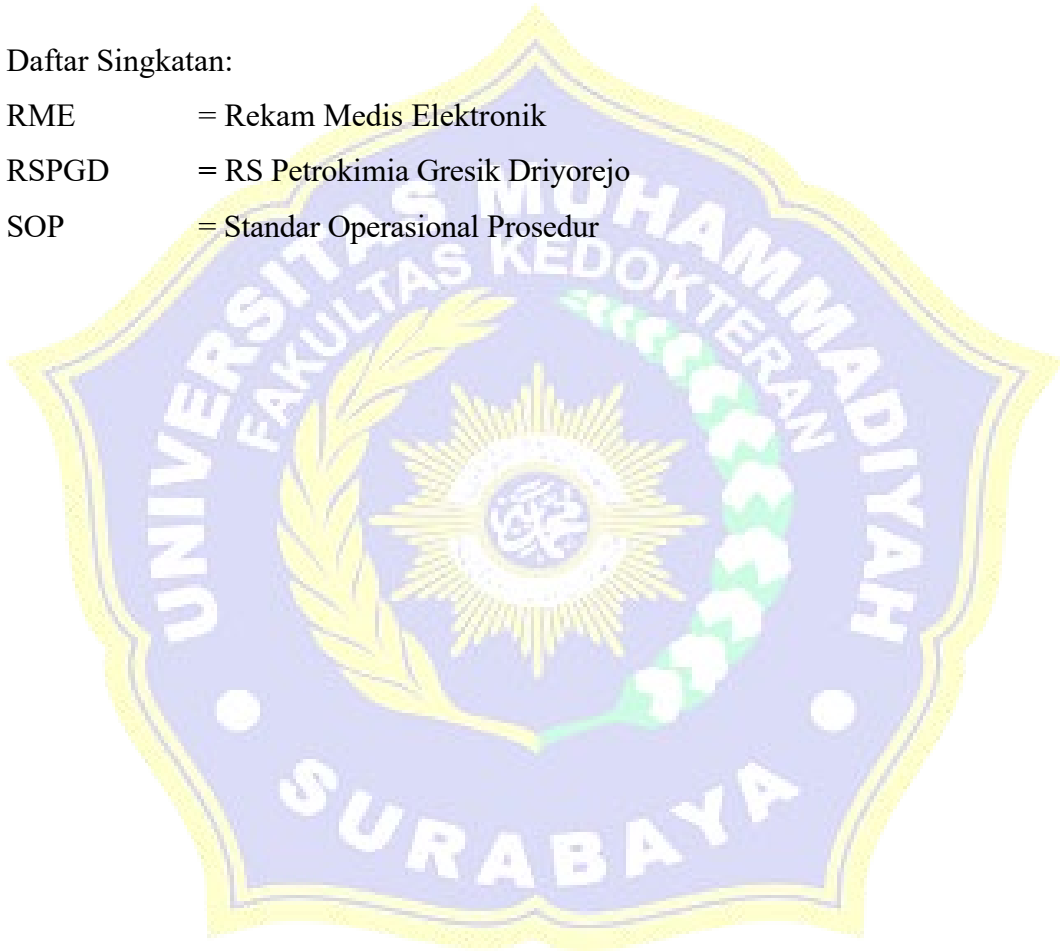 Daftar Singkatan:
RME = Rekam Medis Elektronik
RSPGD = RS Petrokimia Gresik Driyorejo
SOP = Standar Operasional Prosedur
UNIVERSITAS MUHAMMADIYAH
FAKULTAS KEDOKTERAN
SURABAYA